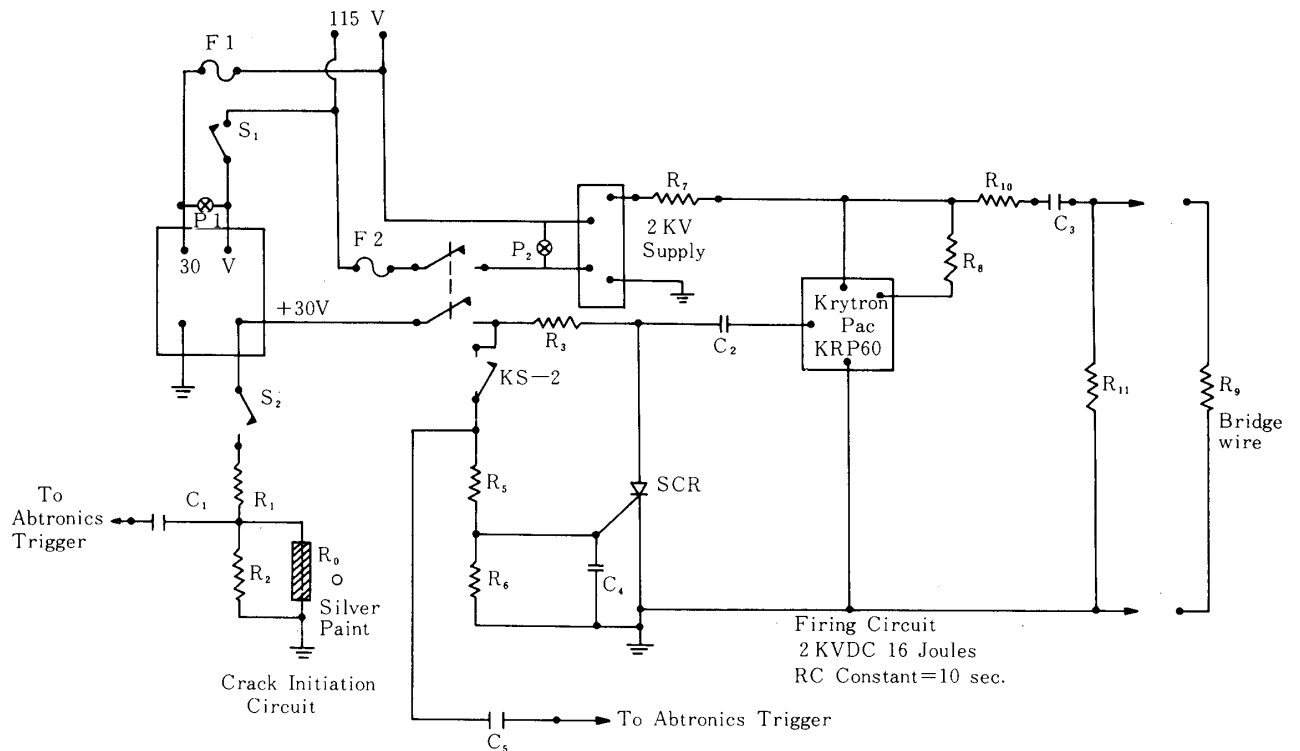 115 V
F 1
S₁
P 1
30 V
F 2
P₂
2 KV
Supply
R₇
R₁₀
C₃
R₈
Krytron
Pac
KRP60
+30V
R₃
C₂
KS−2
S₂
R₁₁
R₉
Bridge
wire
To
Abtronics
Trigger
C₁
R₁
R₂
R₀
Silver
Paint
R₅
SCR
R₆
C₄
Crack Initiation
Circuit
Firing Circuit
2 KVDC 16 Joules
RC Constant=10 sec.
C₅
To Abtronics Trigger